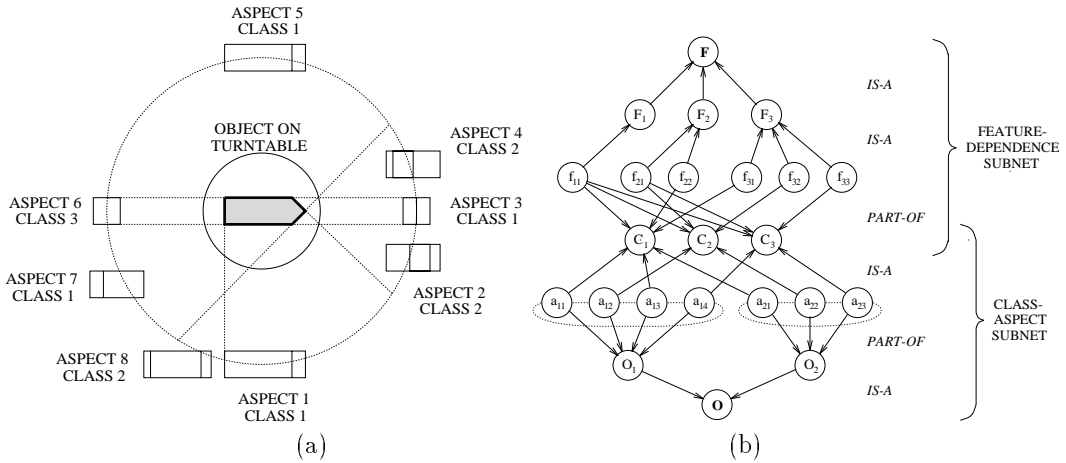 ASPECT 5
CLASS 1
OBJECT ON
TURNTABLE
ASPECT 4
CLASS 2
ASPECT 6
CLASS 3
ASPECT 3
CLASS 1
ASPECT 7
CLASS 1
ASPECT 2
CLASS 2
ASPECT 8
CLASS 2
ASPECT 1
CLASS 1
(a)
F
IS-A
F1 F2 F3
IS-A
FEATURE-
DEPENDENCE
SUBNET
f11 f21 f22 f31 f32 f33
PART-OF
C1 C2 C3
IS-A
a11 a12 a13 a14 a21 a22 a23
CLASS-
ASPECT
SUBNET
PART-OF
O1 O2
IS-A
O
(b)